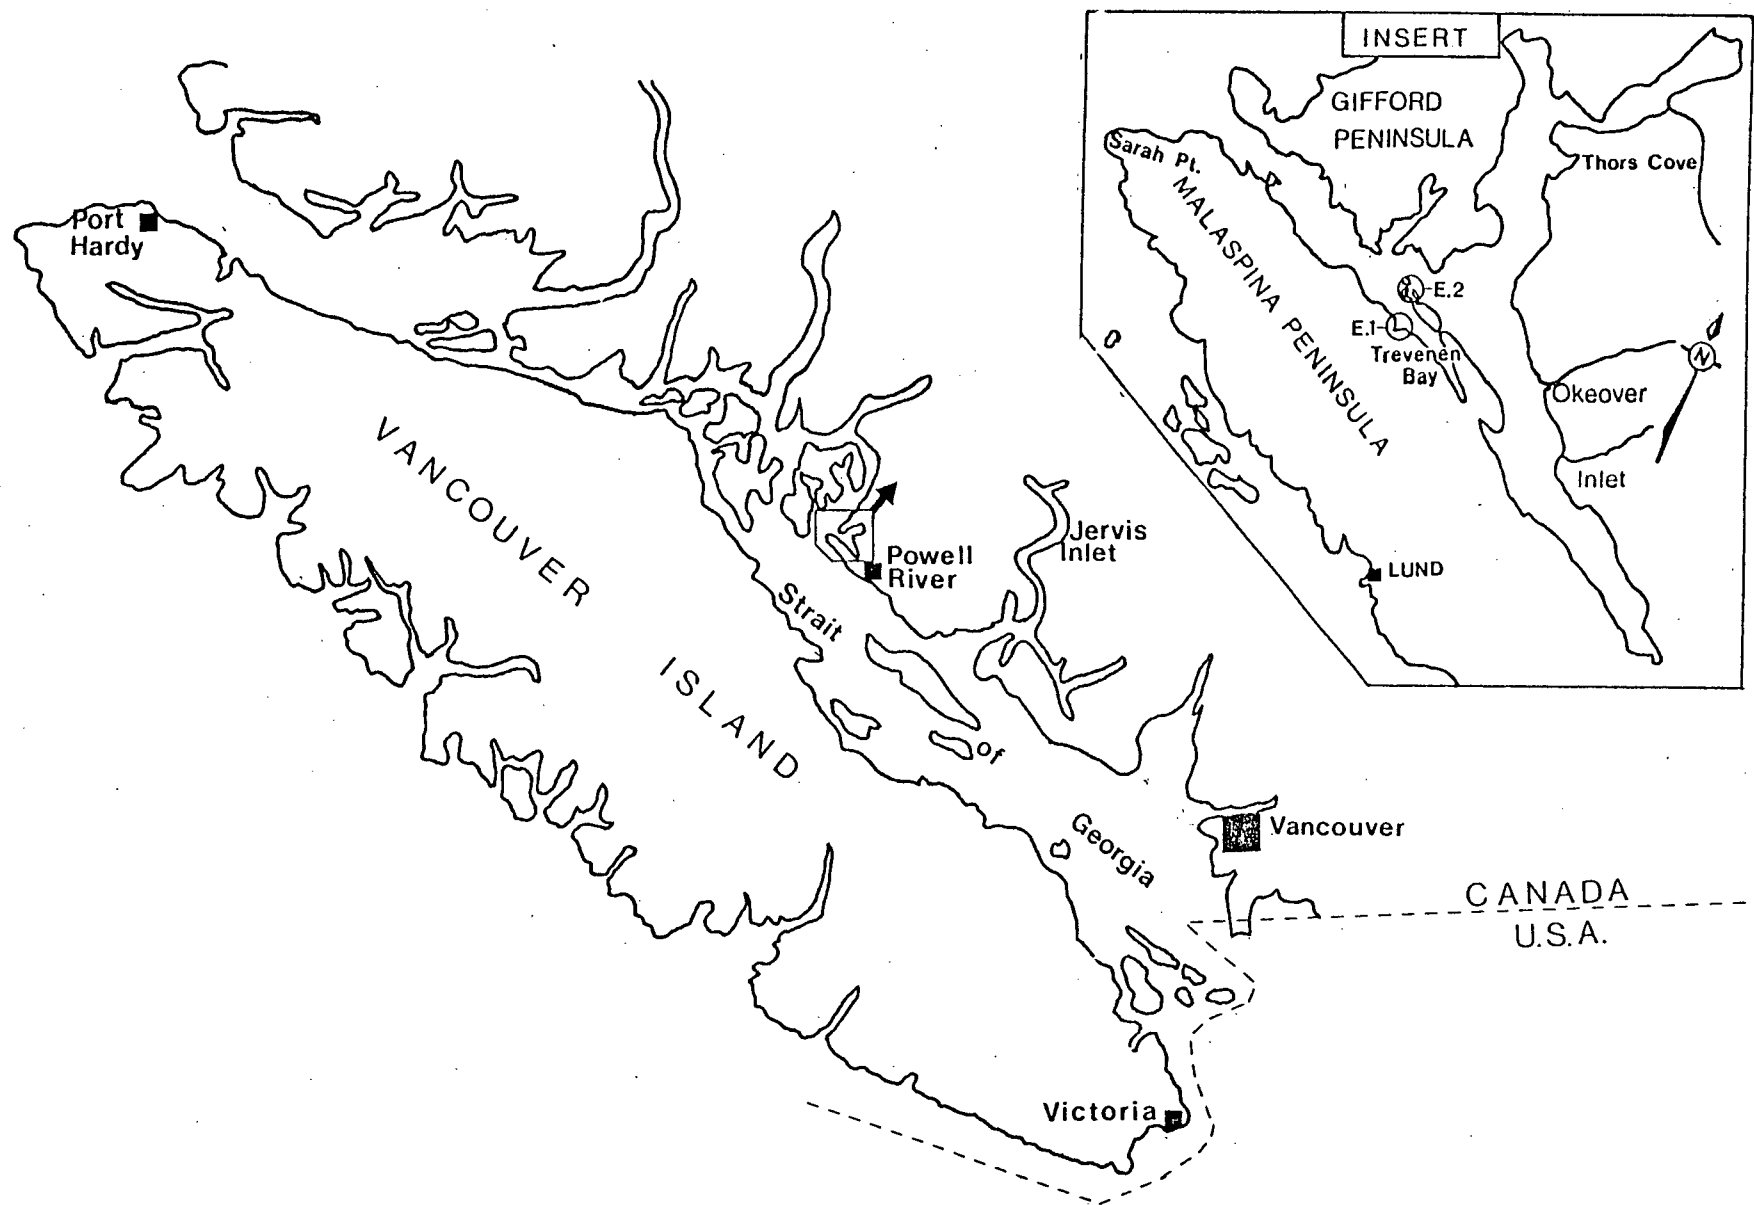 INSERT
GIFFORD
PENINSULA
Sarah Pt.
Thors Cove
MALASPINA PENINSULA
E.2
E.1
Trevenen
Bay
N
Okeover
Inlet
LUND
Port
Hardy
VANCOUVER
ISLAND
Jervis
Inlet
Powell
River
Strait
of
Georgia
Vancouver
CANADA
U.S.A.
Victoria